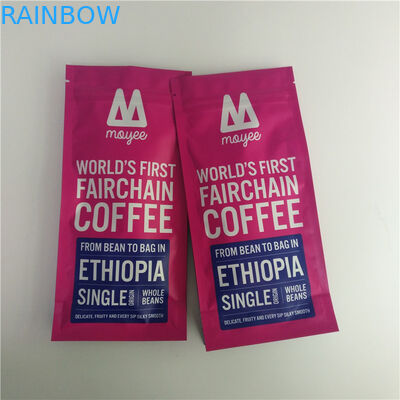 RAINBOW
moyee
WORLD'S FIRST
FAIRCHAIN
COFFEE
FROM BEAN TO BAG IN
ETHIOPIA
SINGLE ORIGIN WHOLE BEANS
DELICATE, FRUITY AND EVERY SIP SILKY SMOOTH
moyee
WORLD'S FIRST
FAIRCHAIN
COFFEE
FROM BEAN TO BAG IN
ETHIOPIA
SINGLE ORIGIN WHOLE BEANS
DELICATE, FRUITY AND EVERY SIP SILKY SMOOTH